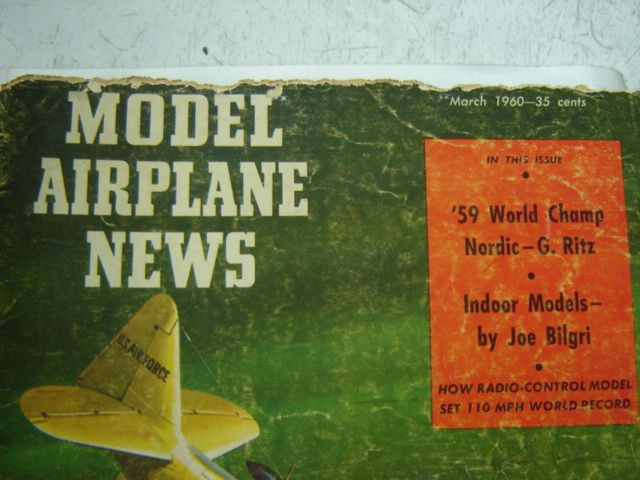 MODEL
AIRPLANE
NEWS
March 1960—35 cents
IN THIS ISSUE
•
'59 World Champ
Nordic—G. Ritz
•
Indoor Models—
by Joe Bilgri
•
HOW RADIO-CONTROL MODEL
SET 110 MPH WORLD RECORD
U.S. AIR FORCE